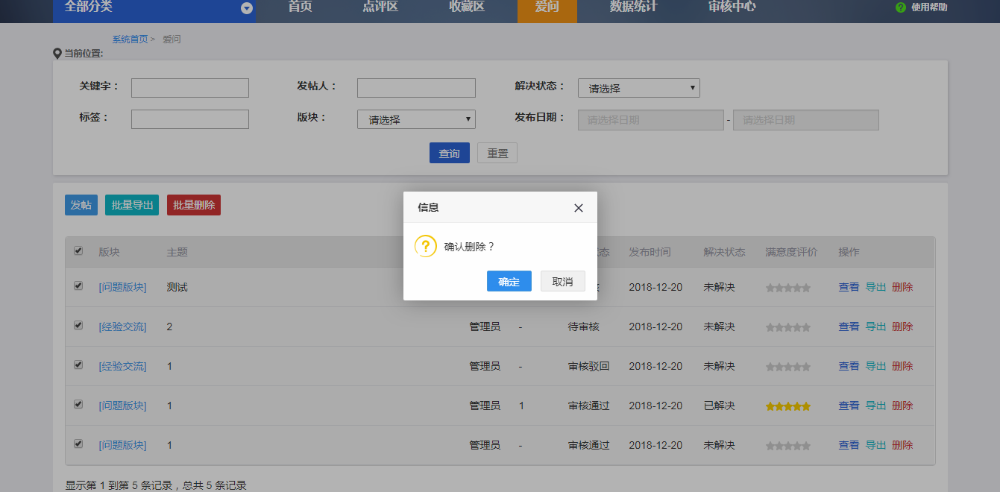 全部分类 首页 点评区 收藏区 爱问 数据统计 审核中心 ? 使用帮助
系统首页 > 爱问
当前位置:
关键字： 发帖人： 解决状态： 请选择
标签： 版块： 请选择 发布日期： 请选择日期 - 请选择日期
查询 重置
发帖 批量导出 批量删除
信息
? 确认删除？
确定 取消
版块 主题 态 发布时间 解决状态 满意度评价 操作
[问题版块] 测试 2018-12-20 未解决 查看 导出 删除
[经验交流] 2 管理员 - 待审核 2018-12-20 未解决 查看 导出 删除
[经验交流] 1 管理员 - 审核驳回 2018-12-20 未解决 查看 导出 删除
[问题版块] 1 管理员 1 审核通过 2018-12-20 已解决 查看 导出 删除
[问题版块] 1 管理员 - 审核通过 2018-12-20 未解决 查看 导出 删除
显示第 1 到第 5 条记录，总共 5 条记录